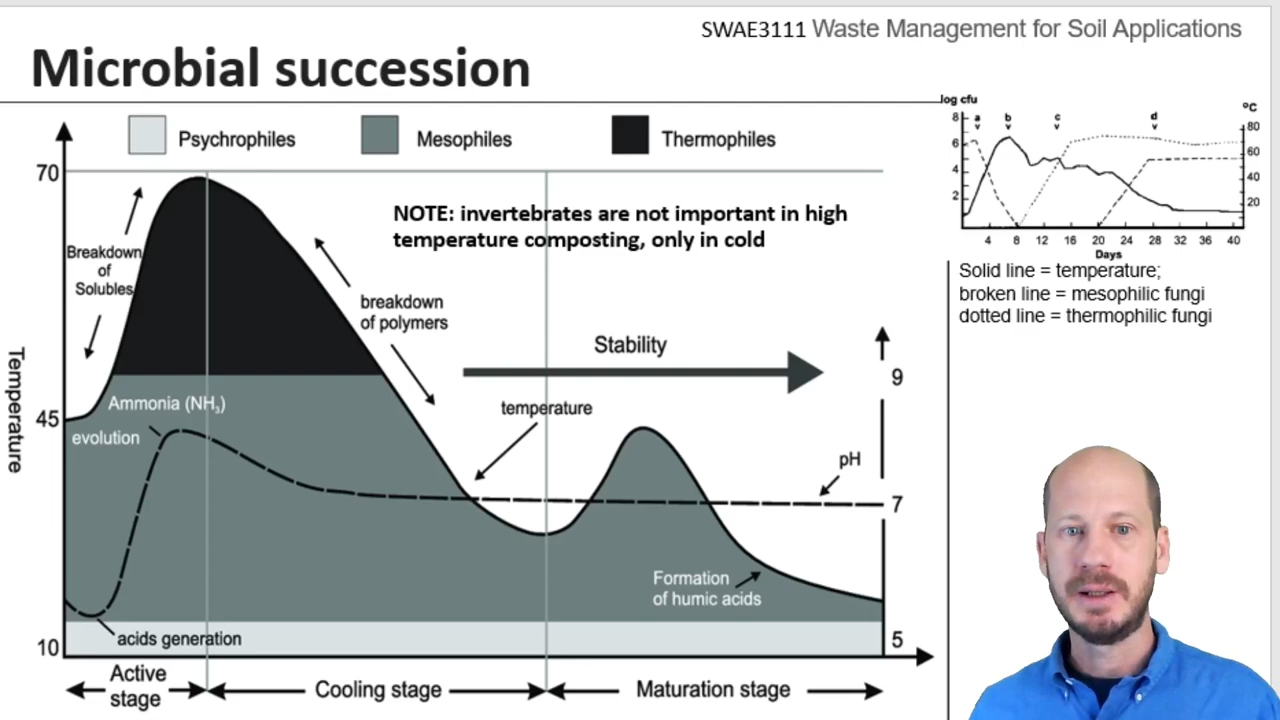 SWAE3111 Waste Management for Soil Applications
Microbial succession
Psychrophiles
Mesophiles
Thermophiles
70
45
10
Temperature
Breakdown
of
Solubles
NOTE: invertebrates are not important in high
temperature composting, only in cold
breakdown
of polymers
Stability
temperature
Ammonia (NH₃)
evolution
acids generation
pH
9
7
5
Formation
of humic acids
Active
stage
Cooling stage
Maturation stage
log cfu
°C
a
b
c
d
8
6
4
2
80
60
40
20
4 8 12 16 20 24 28 32 36 40
Days
Solid line = temperature;
broken line = mesophilic fungi
dotted line = thermophilic fungi